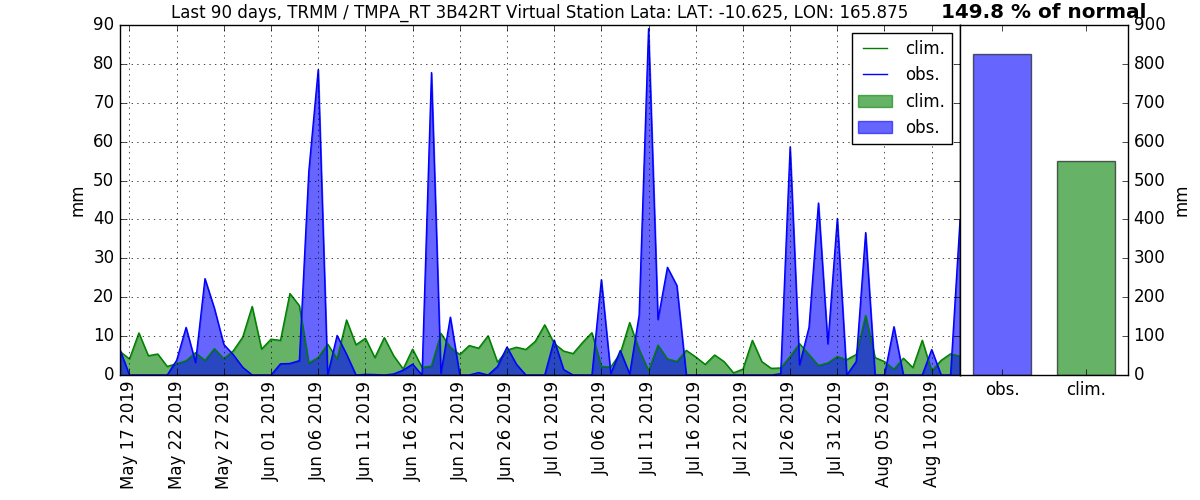 Last 90 days, TRMM / TMPA_RT 3B42RT Virtual Station Lata: LAT: -10.625, LON: 165.875
149.8 % of normal
90
80
70
60
50
40
30
20
10
0
mm
clim.
obs.
clim.
obs.
900
800
700
600
500
400
300
200
100
0
mm
obs.
clim.
May 17 2019
May 22 2019
May 27 2019
Jun 01 2019
Jun 06 2019
Jun 11 2019
Jun 16 2019
Jun 21 2019
Jun 26 2019
Jul 01 2019
Jul 06 2019
Jul 11 2019
Jul 16 2019
Jul 21 2019
Jul 26 2019
Jul 31 2019
Aug 05 2019
Aug 10 2019